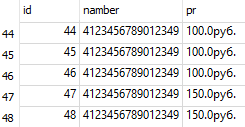 id namber pr
44 44 4123456789012349 100.0руб.
45 45 4123456789012349 100.0руб.
46 46 4123456789012349 100.0руб.
47 47 4123456789012349 150.0руб.
48 48 4123456789012349 150.0руб.